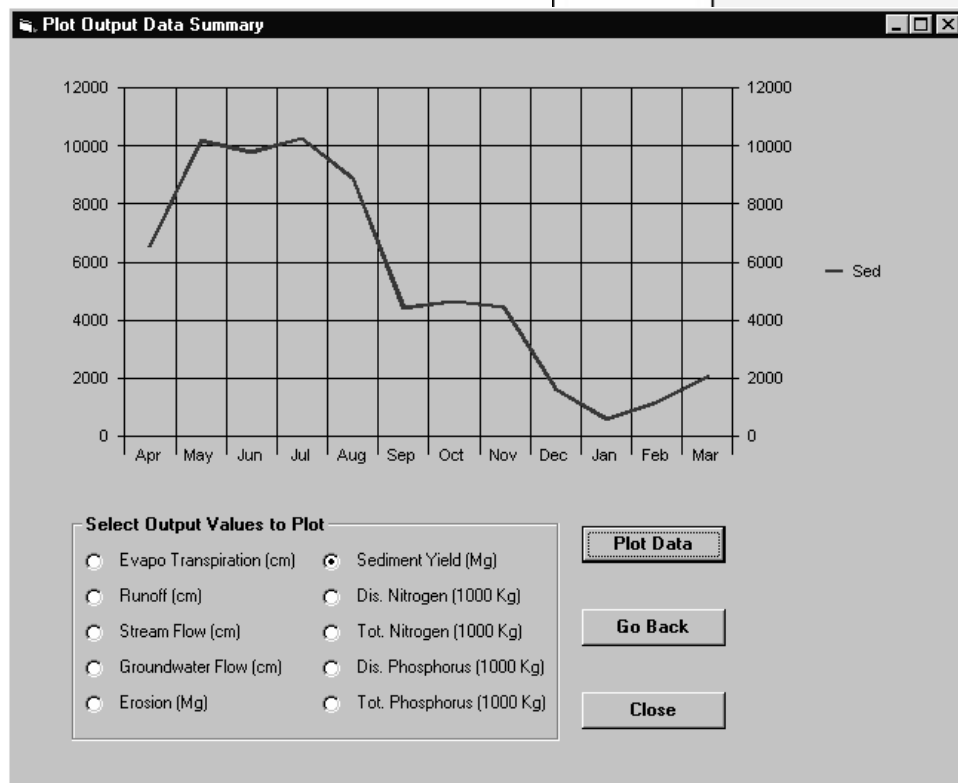 Plot Output Data Summary
12000 12000
10000 10000
8000 8000
6000 6000
Sed
4000 4000
2000 2000
0 0
Apr May Jun Jul Aug Sep Oct Nov Dec Jan Feb Mar
Select Output Values to Plot
Evapo Transpiration (cm)
Runoff (cm)
Stream Flow (cm)
Groundwater Flow (cm)
Erosion (Mg)
Sediment Yield (Mg)
Dis. Nitrogen (1000 Kg)
Tot. Nitrogen (1000 Kg)
Dis. Phosphorus (1000 Kg)
Tot. Phosphorus (1000 Kg)
Plot Data
Go Back
Close